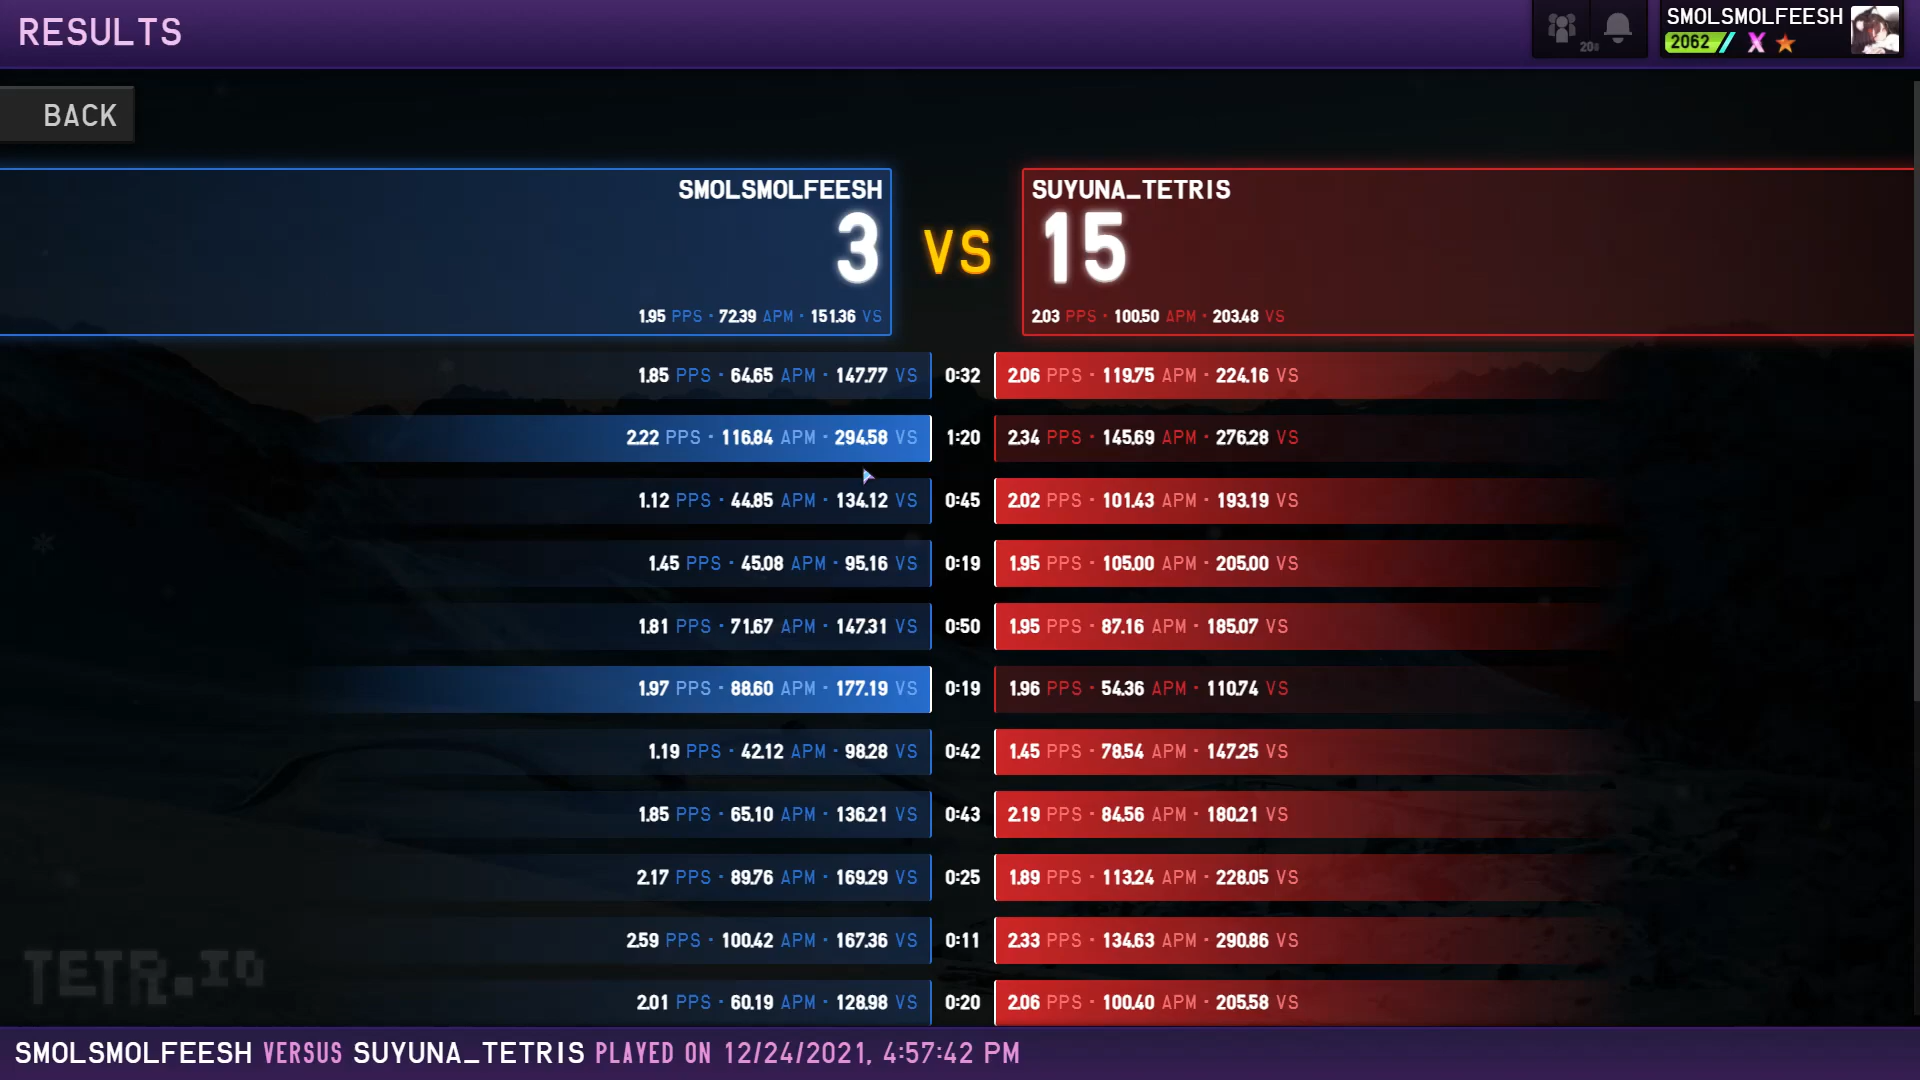 RESULTS
20
SMOLSMOLFEESH
2062
BACK
SMOLSMOLFEESH
3
1.95 PPS · 72.39 APM · 151.36 VS
VS
SUYUNA_TETRIS
15
2.03 PPS · 100.50 APM · 203.48 VS
1.85 PPS · 64.65 APM · 147.77 VS 0:32 2.06 PPS · 119.75 APM · 224.16 VS
2.22 PPS · 116.84 APM · 294.58 VS 1:20 2.34 PPS · 145.69 APM · 276.28 VS
1.12 PPS · 44.85 APM · 134.12 VS 0:45 2.02 PPS · 101.43 APM · 193.19 VS
1.45 PPS · 45.08 APM · 95.16 VS 0:19 1.95 PPS · 105.00 APM · 205.00 VS
1.81 PPS · 71.67 APM · 147.31 VS 0:50 1.95 PPS · 87.16 APM · 185.07 VS
1.97 PPS · 88.60 APM · 177.19 VS 0:19 1.96 PPS · 54.36 APM · 110.74 VS
1.19 PPS · 42.12 APM · 98.28 VS 0:42 1.45 PPS · 78.54 APM · 147.25 VS
1.85 PPS · 65.10 APM · 136.21 VS 0:43 2.19 PPS · 84.56 APM · 180.21 VS
2.17 PPS · 89.76 APM · 169.29 VS 0:25 1.89 PPS · 113.24 APM · 228.05 VS
2.59 PPS · 100.42 APM · 167.36 VS 0:11 2.33 PPS · 134.63 APM · 290.86 VS
2.01 PPS · 60.19 APM · 128.98 VS 0:20 2.06 PPS · 100.40 APM · 205.58 VS
TETR.IO
SMOLSMOLFEESH VERSUS SUYUNA_TETRIS PLAYED ON 12/24/2021, 4:57:42 PM